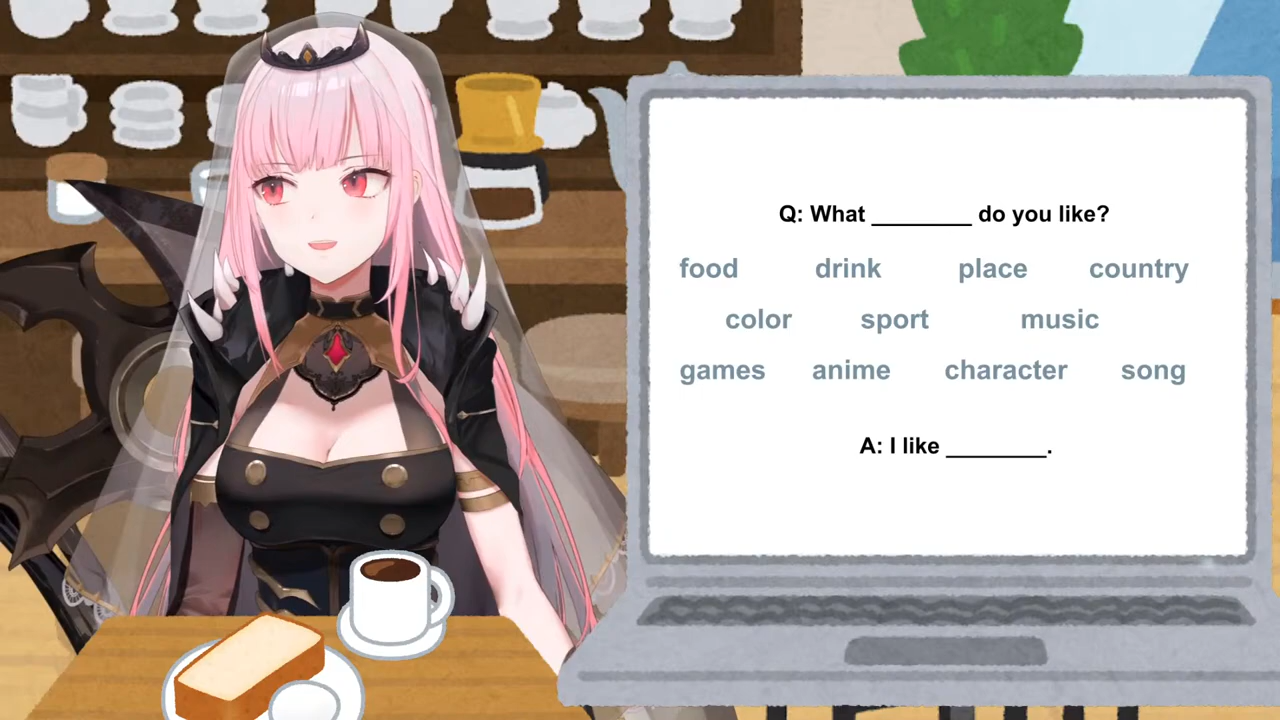 Q: What ________ do you like?
food drink place country
color sport music
games anime character song
A: I like ________.